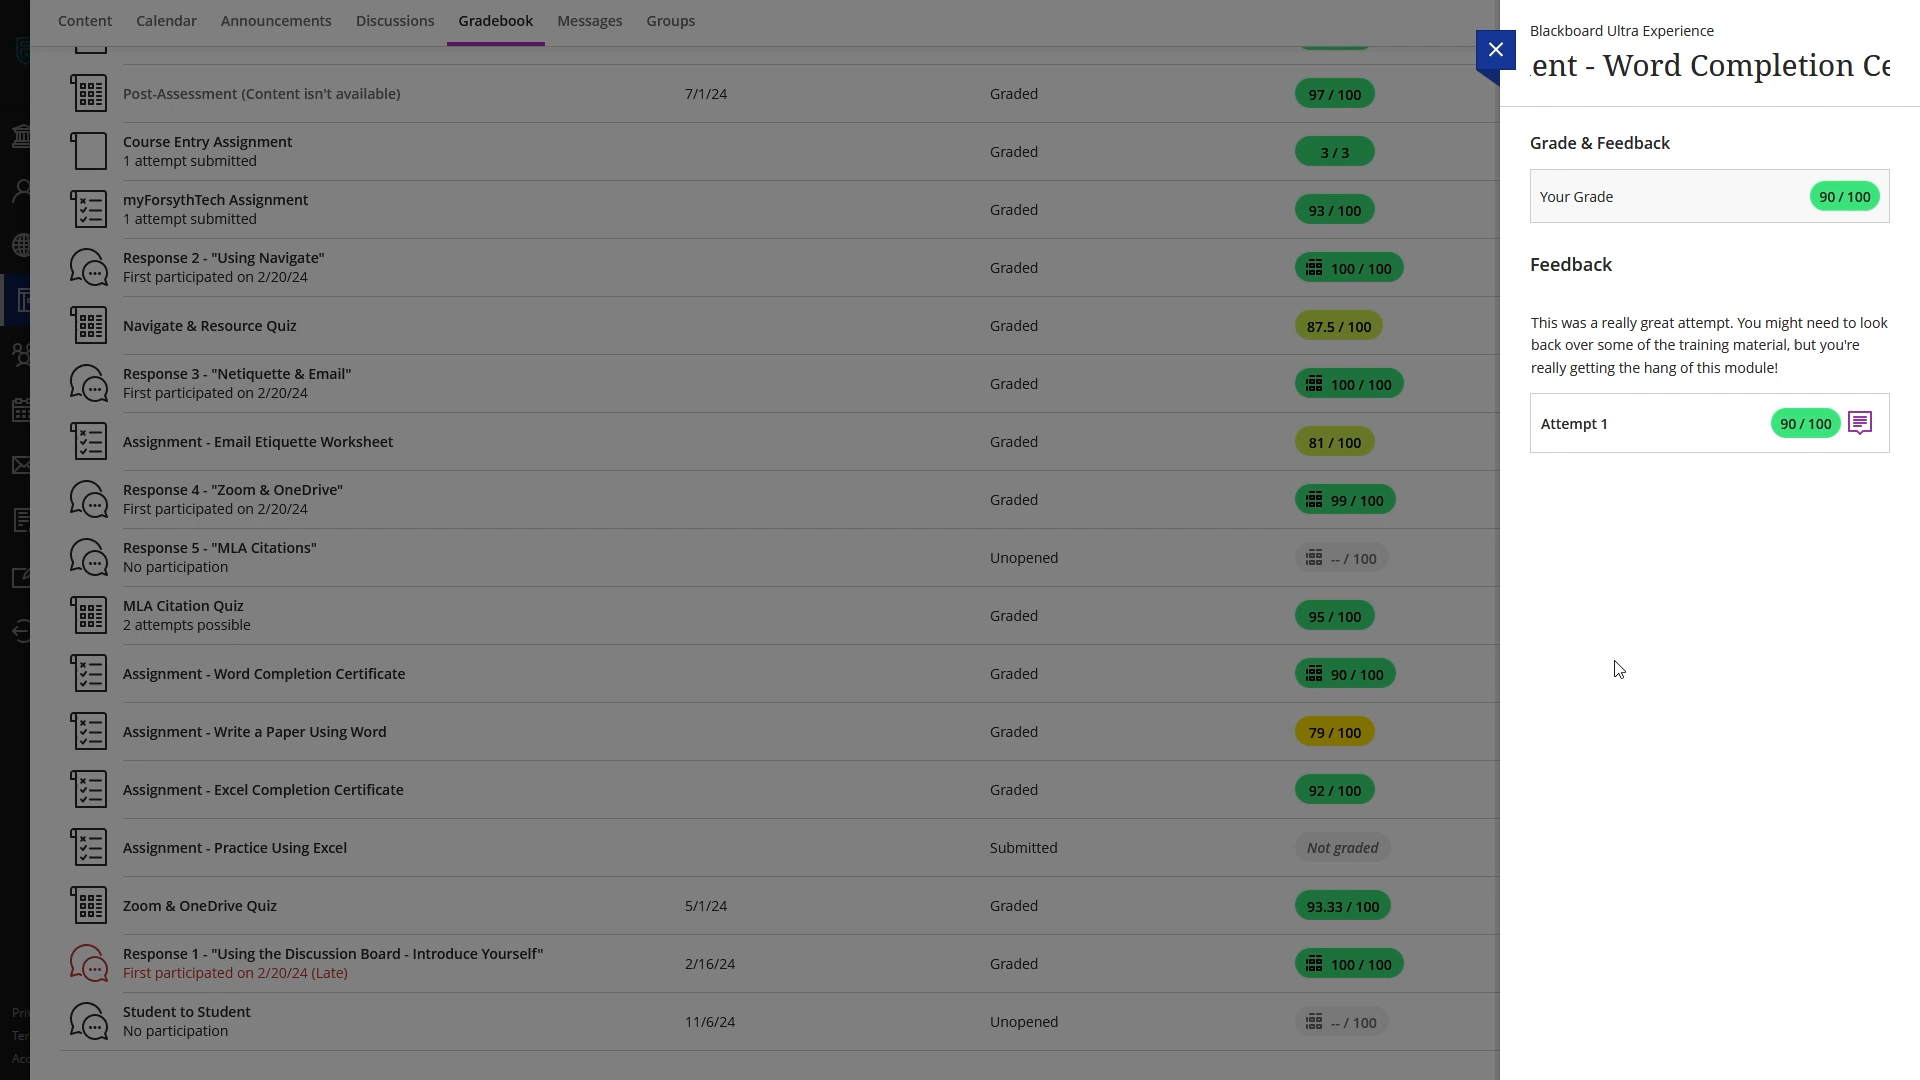 Content Calendar Announcements Discussions Gradebook Messages Groups
Post-Assessment (Content isn't available) 7/1/24 Graded 97 / 100
Course Entry Assignment
1 attempt submitted
Graded 3 / 3
myForsythTech Assignment
1 attempt submitted
Graded 93 / 100
Response 2 - "Using Navigate"
First participated on 2/20/24
Graded 100 / 100
Navigate & Resource Quiz Graded 87.5 / 100
Response 3 - "Netiquette & Email"
First participated on 2/20/24
Graded 100 / 100
Assignment - Email Etiquette Worksheet Graded 81 / 100
Response 4 - "Zoom & OneDrive"
First participated on 2/20/24
Graded 99 / 100
Response 5 - "MLA Citations"
No participation
Unopened -- / 100
MLA Citation Quiz
2 attempts possible
Graded 95 / 100
Assignment - Word Completion Certificate Graded 90 / 100
Assignment - Write a Paper Using Word Graded 79 / 100
Assignment - Excel Completion Certificate Graded 92 / 100
Assignment - Practice Using Excel Submitted Not graded
Zoom & OneDrive Quiz 5/1/24 Graded 93.33 / 100
Response 1 - "Using the Discussion Board - Introduce Yourself"
First participated on 2/20/24 (Late)
2/16/24 Graded 100 / 100
Student to Student
No participation
11/6/24 Unopened -- / 100
Pri
Ter
Acc
Blackboard Ultra Experience
ent - Word Completion Ce
Grade & Feedback
Your Grade 90 / 100
Feedback
This was a really great attempt. You might need to look
back over some of the training material, but you're
really getting the hang of this module!
Attempt 1 90 / 100